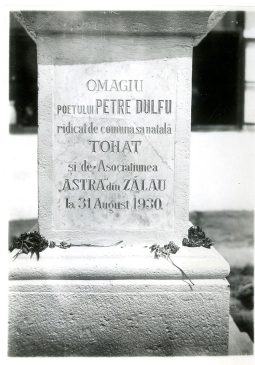 OMAGIU
POETULUI PETRE DULFU
ridicat de comuna sa natală
TOHAT
și de Asociațiunea
„ASTRA" din ZĂLAU
la 31 August 1930.